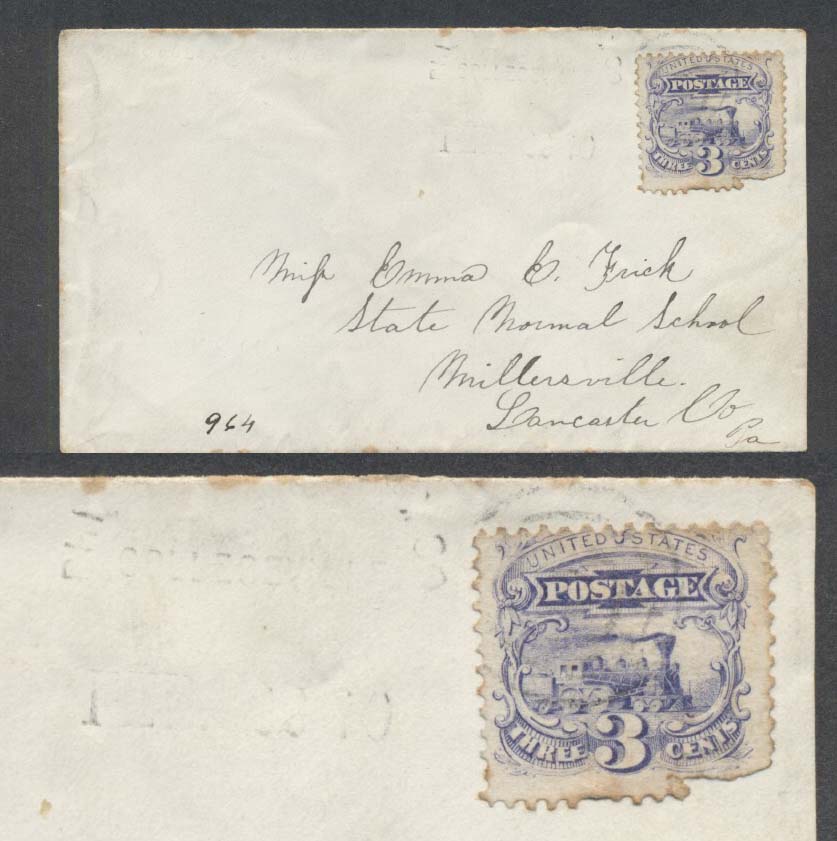 UNITED STATES
POSTAGE
THREE 3 CENTS
Miss Emma C. Frick
State Normal School
Millersville.
Lancaster Co
Pa
964
UNITED STATES
POSTAGE
THREE 3 CENTS